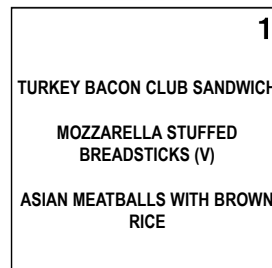 1
TURKEY BACON CLUB SANDWICH
MOZZARELLA STUFFED
BREADSTICKS (V)
ASIAN MEATBALLS WITH BROWN
RICE